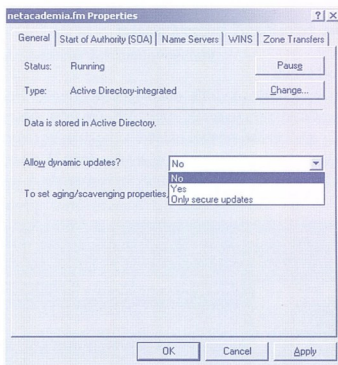 netacademia.fm Properties ? ×
General Start of Authority (SOA) Name Servers WINS Zone Transfers
Status: Running Pause
Type: Active Directory-integrated Change...
Data is stored in Active Directory.
Allow dynamic updates? No
No
Yes
To set aging/scavenging properties,
Only secure updates
OK Cancel Apply